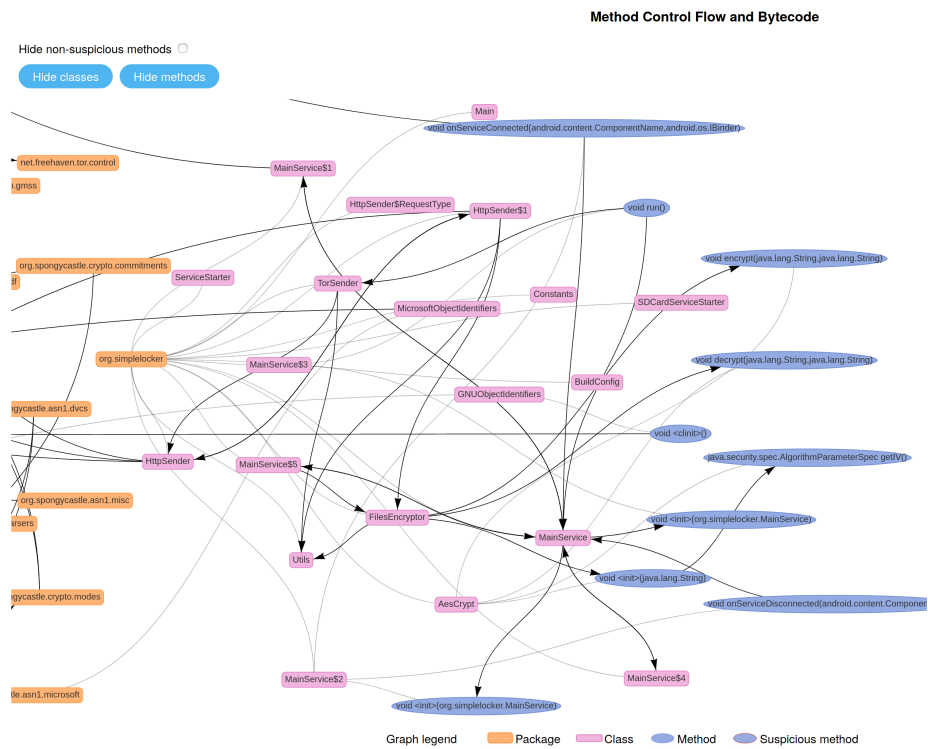 Method Control Flow and Bytecode
Hide non-suspicious methods
Hide classes
Hide methods
Main
void onServiceConnected(android.content.ComponentName,android.os.IBinder)
net.freehaven.tor.control
MainService$1
o.gmss
HttpSender$RequestType
HttpSender$1
void run()
org.spongycastle.crypto.commitments
void encrypt(java.lang.String,java.lang.String)
ServiceStarter
TorSender
Constants
SDCardServiceStarter
MicrosoftObjectIdentifiers
org.simplelocker
MainService$3
void decrypt(java.lang.String,java.lang.String)
BuildConfig
GNUObjectIdentifiers
ngycastle.asn1.dvcs
void <clinit>()
HttpSender
MainService$5
java.security.spec.AlgorithmParameterSpec getIV()
org.spongycastle.asn1.misc
arsers
FilesEncryptor
void <init>(org.simplelocker.MainService)
MainService
Utils
void <init>(java.lang.String)
ngycastle.crypto.modes
AesCrypt
void onServiceDisconnected(android.content.Componen
MainService$2
MainService$4
tle.asn1.microsoft
void <init>(org.simplelocker.MainService)
Graph legend
Package
Class
Method
Suspicious method